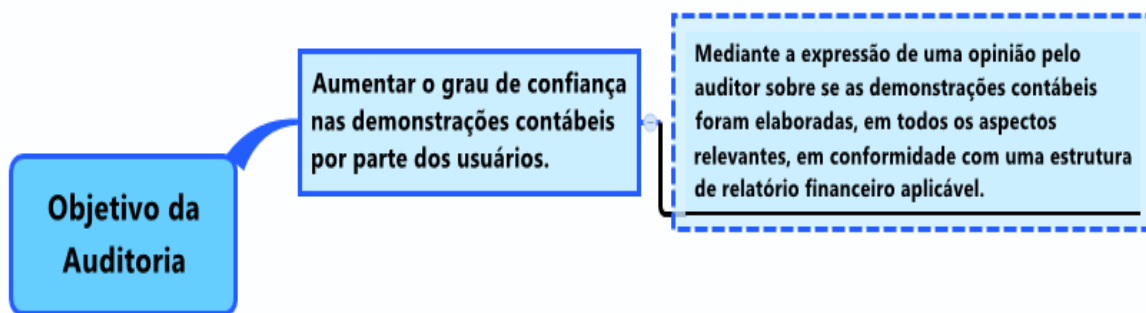 Objetivo da
Auditoria
Aumentar o grau de confiança
nas demonstrações contábeis
por parte dos usuários.
Mediante a expressão de uma opinião pelo
auditor sobre se as demonstrações contábeis
foram elaboradas, em todos os aspectos
relevantes, em conformidade com uma estrutura
de relatório financeiro aplicável.